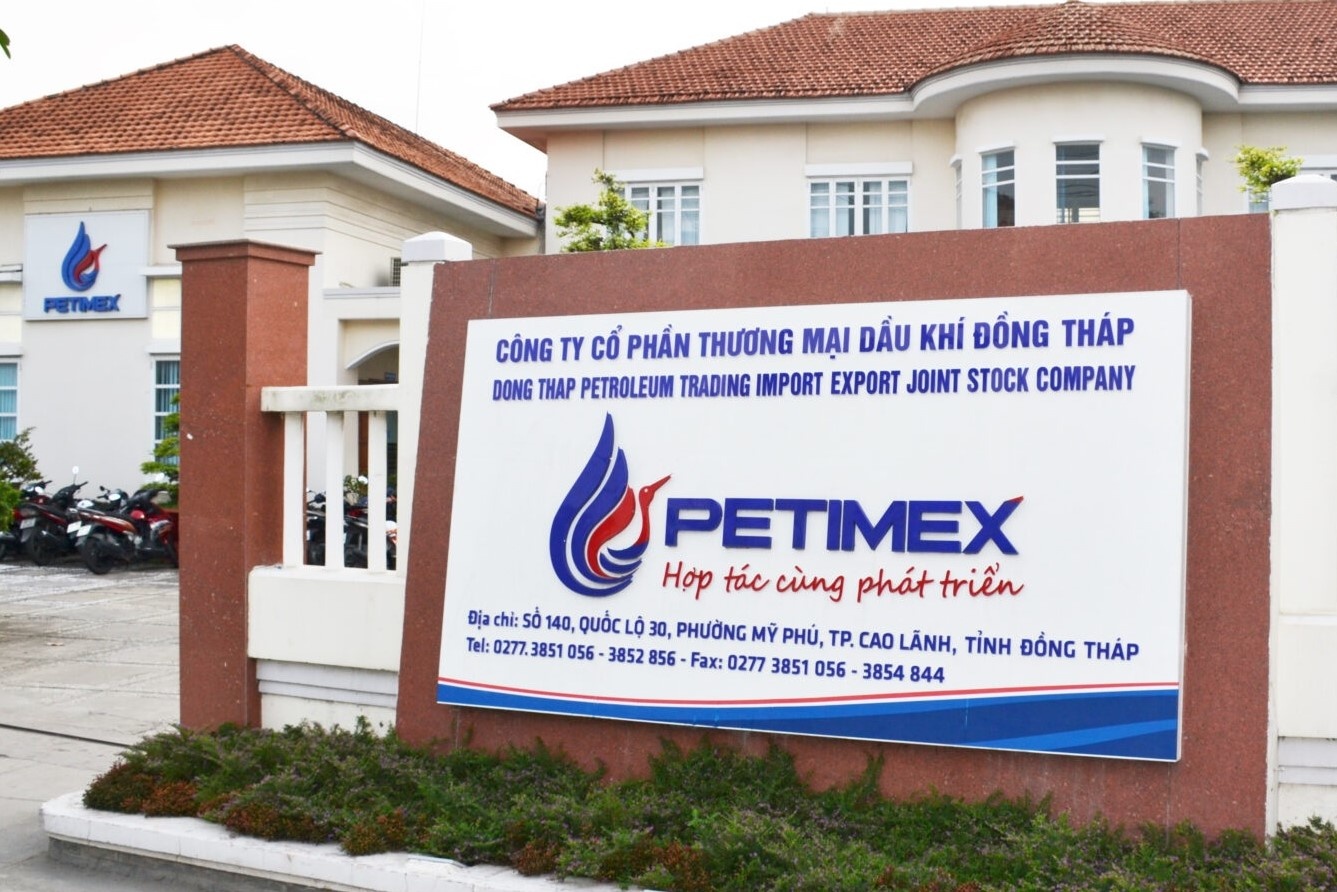 PETIMEX
CÔNG TY CỔ PHẦN THƯƠNG MẠI DẦU KHÍ ĐỒNG THÁP
DONG THAP PETROLEUM TRADING IMPORT EXPORT JOINT STOCK COMPANY
PETIMEX
Hợp tác cùng phát triển
Địa chỉ: SỐ 140, QUỐC LỘ 30, PHƯỜNG MỸ PHÚ, TP. CAO LÃNH, TỈNH ĐỒNG THÁP
Tel: 0277. 3851 056 - 3852 856 - Fax: 0277 3851 056 - 3854 844